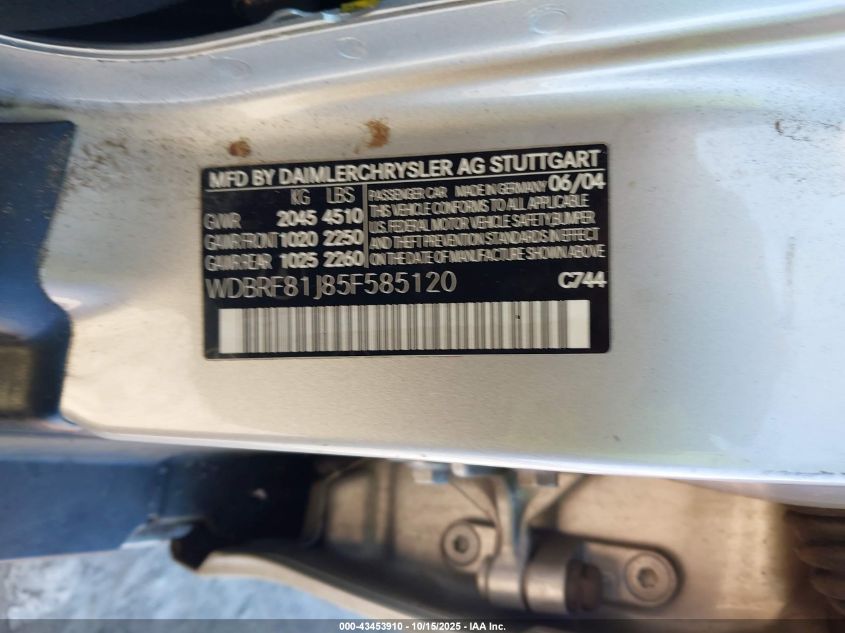 MFD BY DAIMLERCHRYSLER AG STUTTGART
KG LBS
GVWR 2045 4510
GAWR FRONT 1020 2250
GAWR REAR 1025 2260
PASSENGER CAR MADE IN GERMANY 06/04
THIS VEHICLE CONFORMS TO ALL APPLICABLE
U.S. FEDERAL MOTOR VEHICLE SAFETY, BUMPER
AND THEFT PREVENTION STANDARDS IN EFFECT
ON THE DATE OF MANUFACTURE SHOWN ABOVE
WDBRF81J85F585120 C744
000-43453910 - 10/15/2025 - IAA Inc.